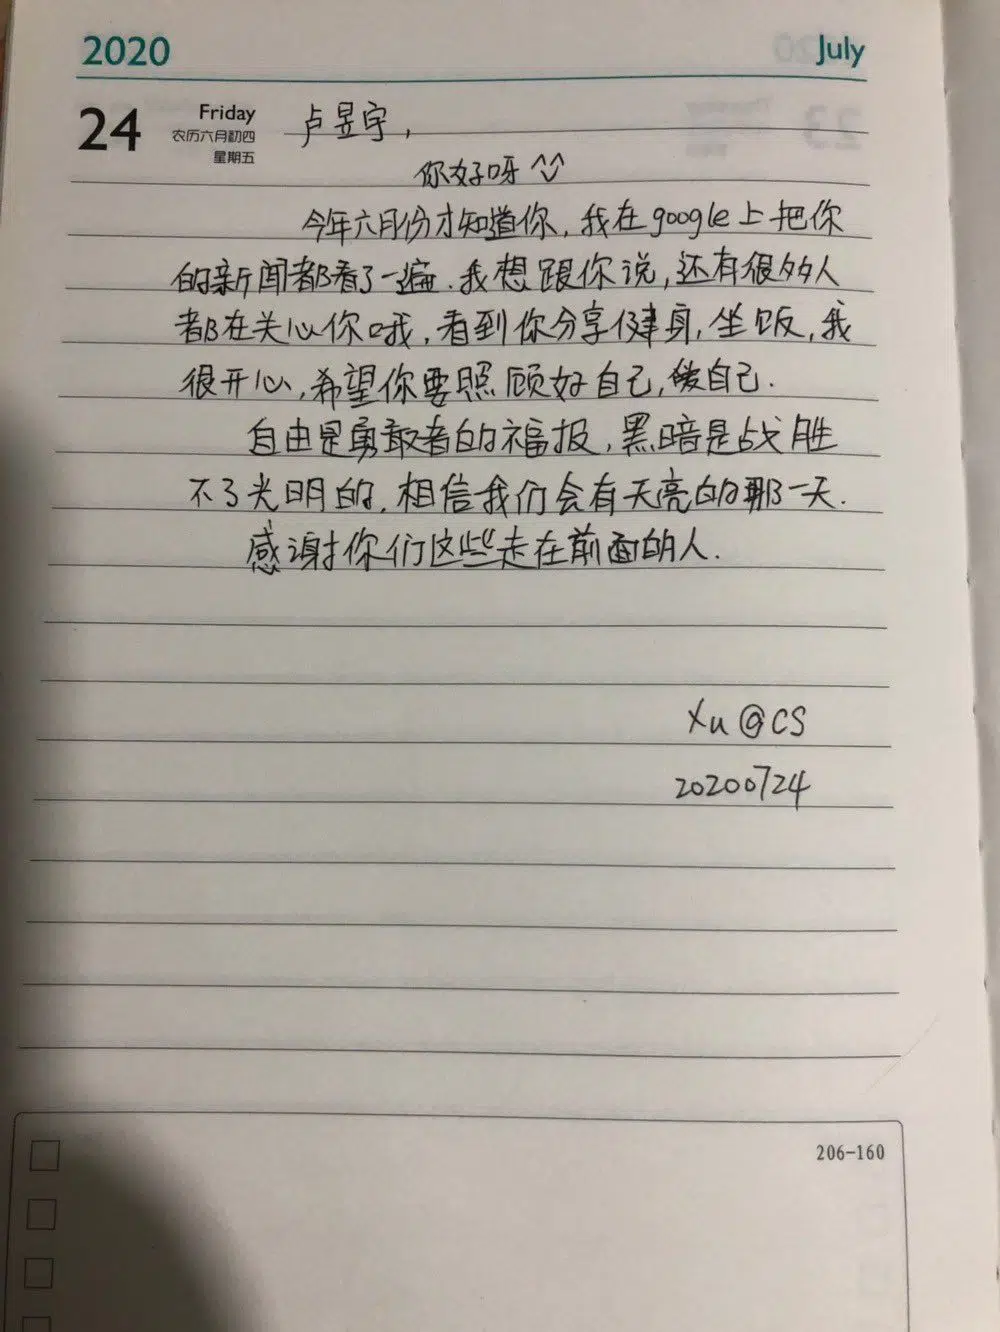 2020
July
24
Friday
农历六月初四
星期五
卢昱宇,
你好呀^^
今年六月份才知道你,我在google上把你
的新闻都看了一遍.我想跟你说,还有很多人
都在关心你哦,看到你分享健身,坐饭,我
很开心,希望你要照顾好自己,爱自己.
自由是勇敢者的福报,黑暗是战胜
不了光明的,相信我们会有天亮的那一天.
感谢你们这些走在前面的人.
Xu@CS
20200724
206-160